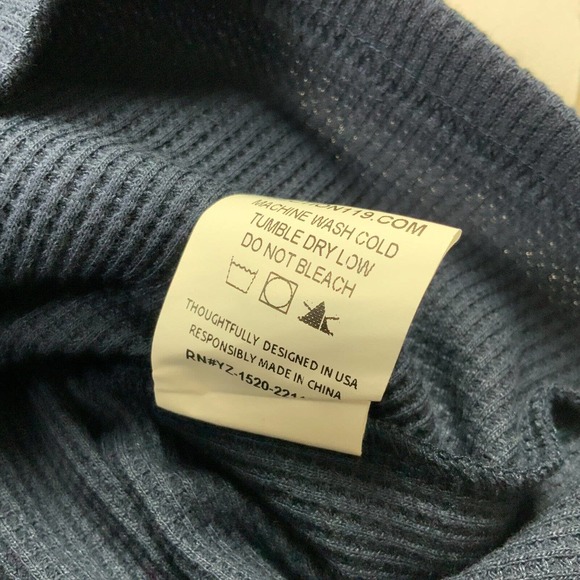 MACHINE WASH COLD
TUMBLE DRY LOW
DO NOT BLEACH
THOUGHTFULLY DESIGNED IN USA
RESPONSIBLY MADE IN CHINA